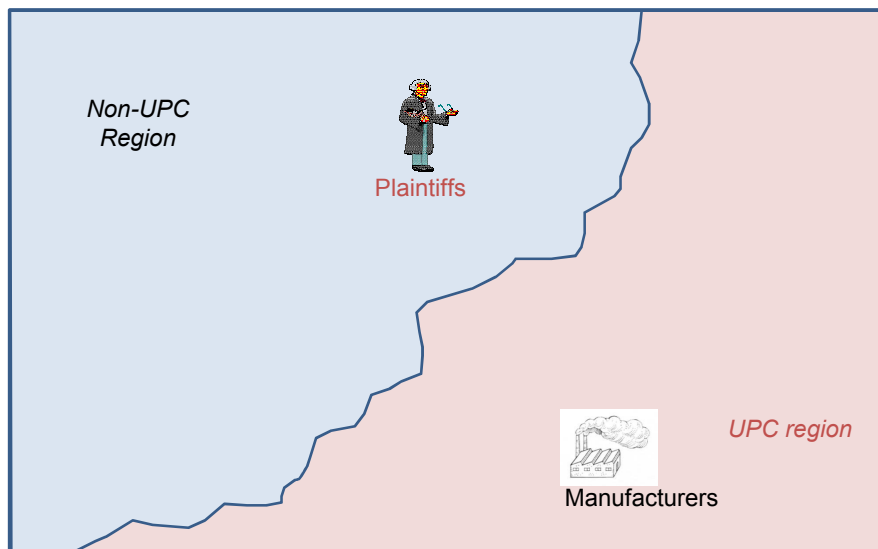 Non-UPC
Region
Plaintiffs
UPC region
Manufacturers